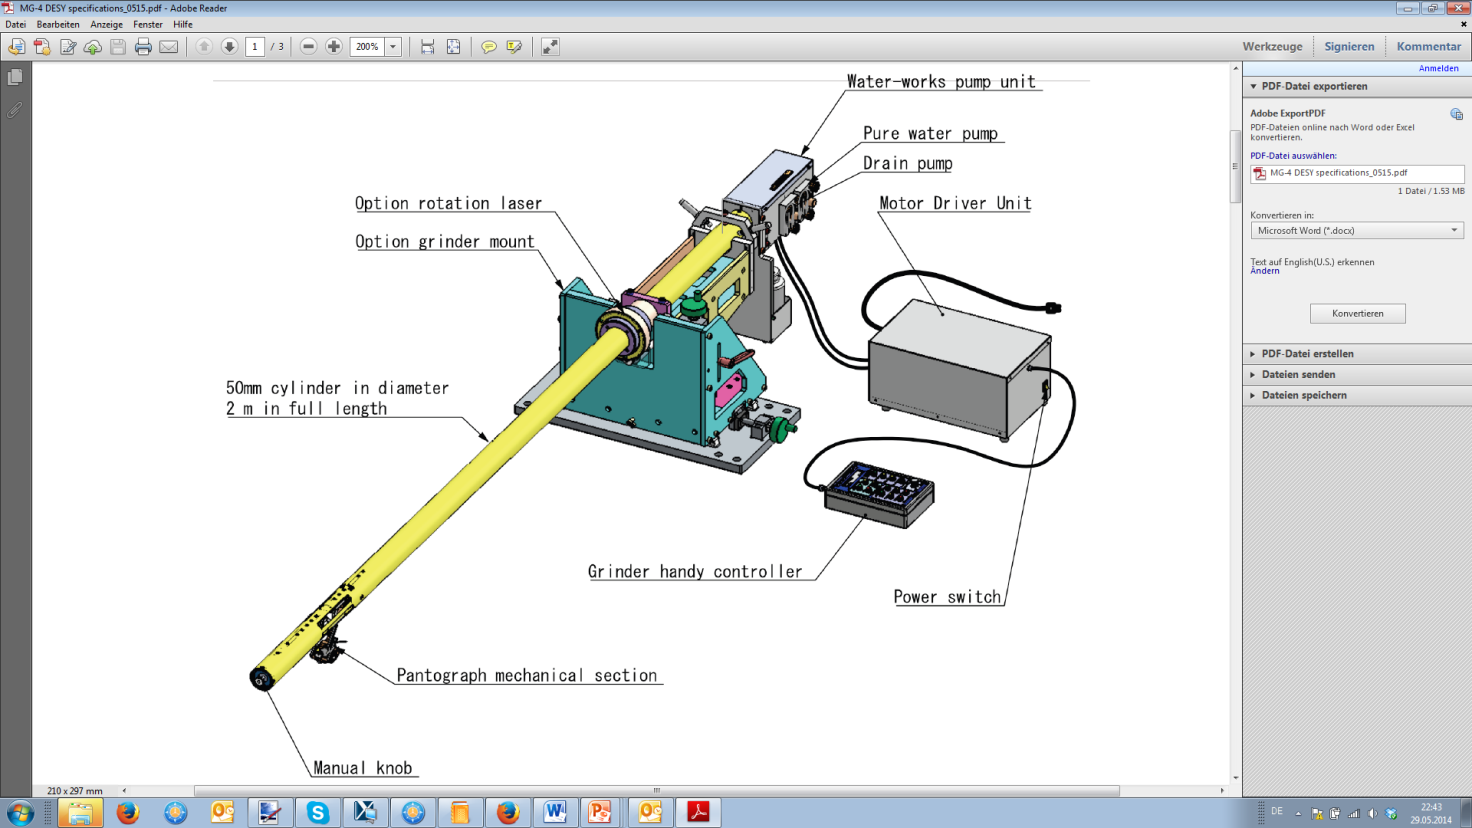 MG-4 DESY specifications_0515.pdf - Adobe Reader
Datei Bearbeiten Anzeige Fenster Hilfe
1 / 3 200% Werkzeuge Signieren Kommentar
Anmelden
PDF-Datei exportieren
Adobe ExportPDF
PDF-Dateien online nach Word oder Excel
konvertieren.
PDF-Datei auswählen:
MG-4 DESY specifications_0515.pdf
1 Datei / 1.53 MB
Konvertieren in:
Microsoft Word (*.docx)
Text auf English(U.S.) erkennen
Ändern
Konvertieren
PDF-Datei erstellen
Dateien senden
Dateien speichern
Water-works pump unit
Pure water pump
Drain pump
Option rotation laser
Motor Driver Unit
Option grinder mount
50mm cylinder in diameter
2 m in full length
Grinder handy controller
Power switch
Pantograph mechanical section
Manual knob
210 x 297 mm
DE
22:43
29.05.2014